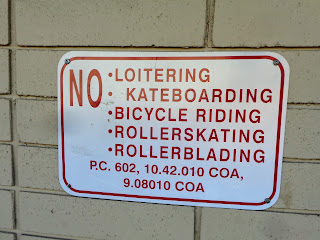 NO •LOITERING
• KATEBOARDING
•BICYCLE RIDING
•ROLLERSKATING
•ROLLERBLADING
P.C. 602, 10.42.010 COA,
9.08010 COA